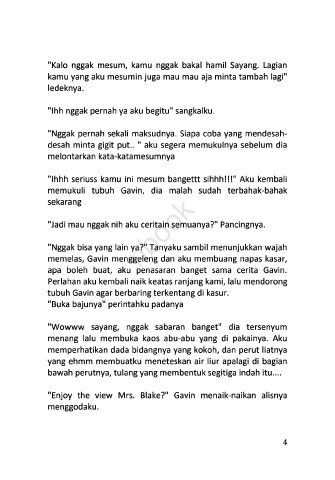 "Kalo nggak mesum, kamu nggak bakal hamil Sayang. Lagian
kamu yang aku mesumin juga mau mau aja minta tambah lagi"
ledeknya.
"Ihh nggak pernah ya aku begitu" sangkalku.
"Nggak pernah sekali maksudnya. Siapa coba yang mendesah-
desah minta gigit put.. " aku segera memukulnya sebelum dia
melontarkan kata-katamesumnya
"Ihhh seriuss kamu ini mesum bangettt sihhh!!!" Aku kembali
memukuli tubuh Gavin, dia malah sudah terbahak-bahak
sekarang
"Jadi mau nggak nih aku ceritain semuanya?" Pancingnya.
"Nggak bisa yang lain ya?" Tanyaku sambil menunjukkan wajah
memelas, Gavin menggeleng dan aku membuang napas kasar,
apa boleh buat, aku penasaran banget sama cerita Gavin.
Perlahan aku kembali naik keatas ranjang kami, lalu mendorong
tubuh Gavin agar berbaring terkentang di kasur.
"Buka bajunya" perintahku padanya
"Wowww sayang, nggak sabaran banget" dia tersenyum
menang lalu membuka kaos abu-abu yang di pakainya. Aku
memperhatikan dada bidangnya yang kokoh, dan perut liatnya
yang ehmm membuatku meneteskan air liur apalagi di bagian
bawah perutnya, tulang yang membentuk segitiga indah itu....
"Enjoy the view Mrs. Blake?" Gavin menaik-naikan alisnya
menggodaku.
4